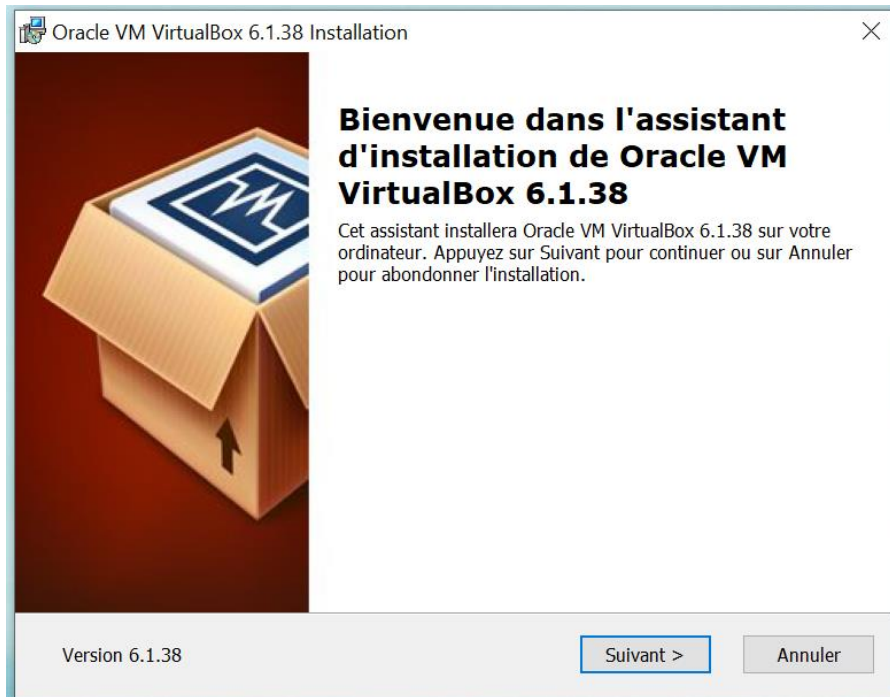 Oracle VM VirtualBox 6.1.38 Installation
Bienvenue dans l'assistant
d'installation de Oracle VM
VirtualBox 6.1.38
Cet assistant installera Oracle VM VirtualBox 6.1.38 sur votre
ordinateur. Appuyez sur Suivant pour continuer ou sur Annuler
pour abondonner l'installation.
Version 6.1.38
Suivant >
Annuler